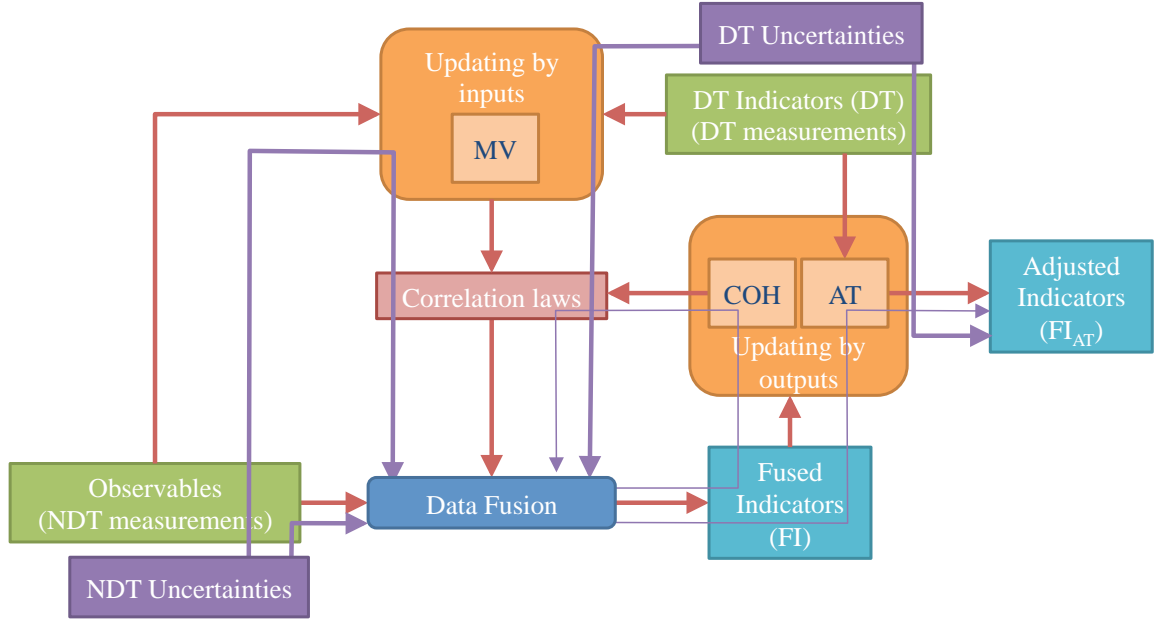 DT Uncertainties
Updating by
inputs
MV
DT Indicators (DT)
(DT measurements)
Correlation laws
COH
AT
Updating by
outputs
Adjusted
Indicators
(FI_AT)
Observables
(NDT measurements)
Data Fusion
Fused
Indicators
(FI)
NDT Uncertainties